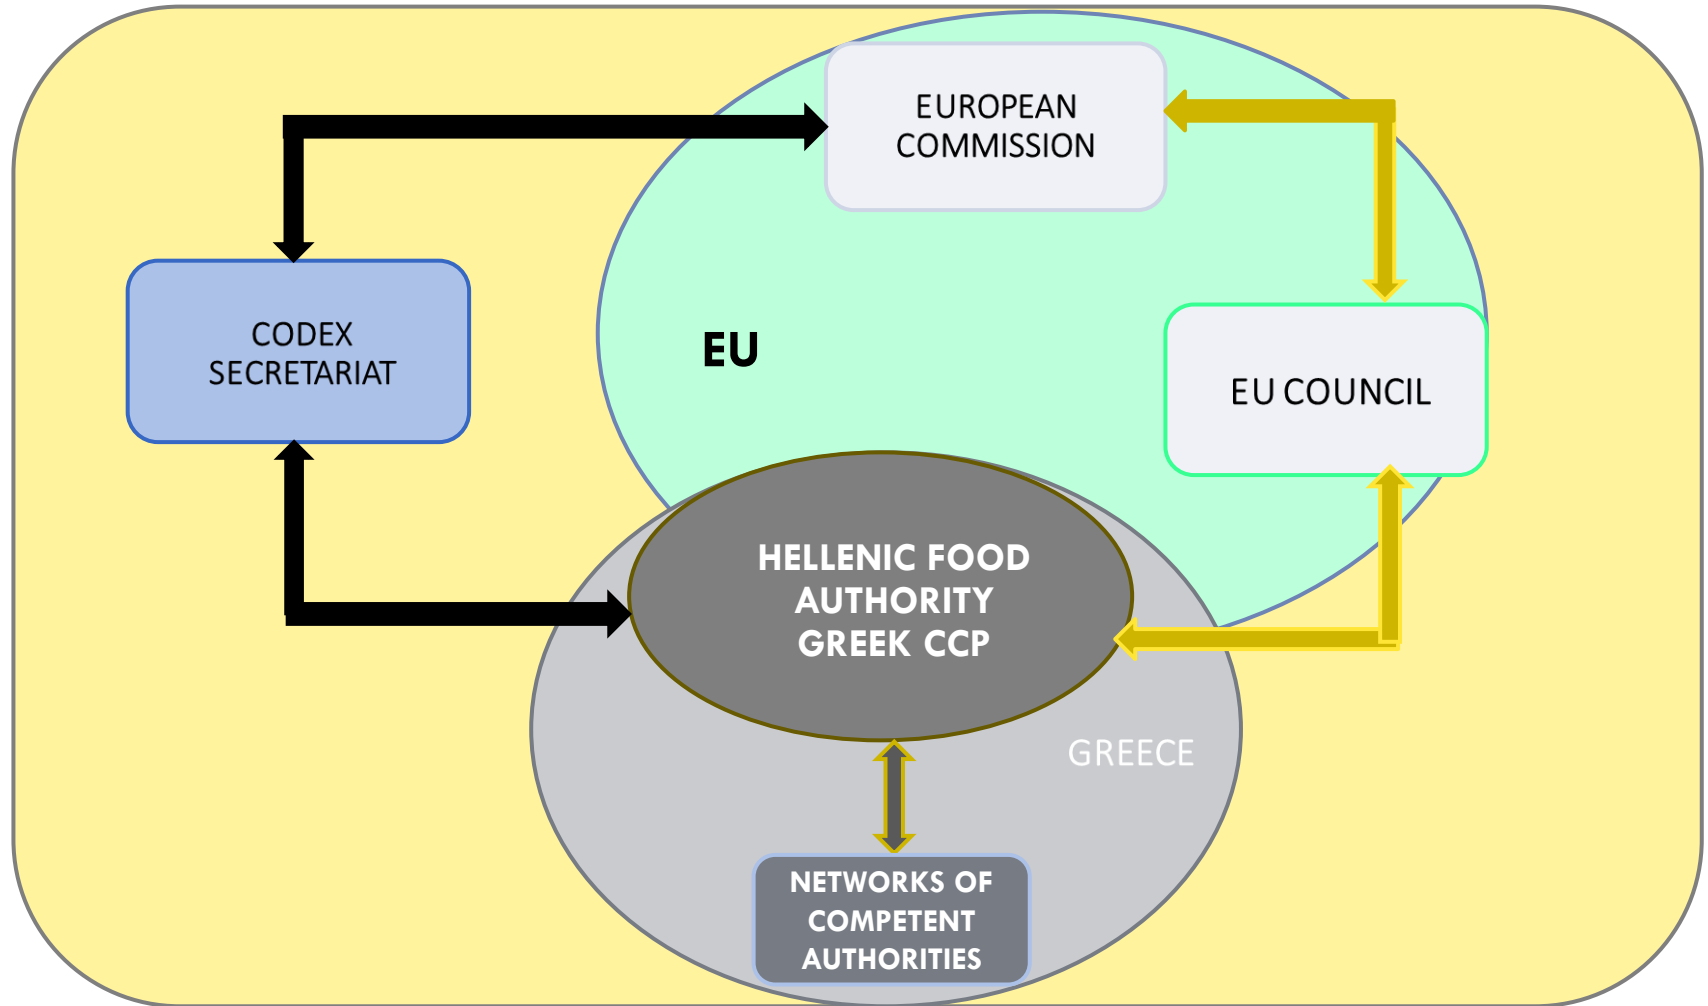 EUROPEAN
COMMISSION
CODEX
SECRETARIAT
EU
EU COUNCIL
HELLENIC FOOD
AUTHORITY
GREEK CCP
GREECE
NETWORKS OF
COMPETENT
AUTHORITIES